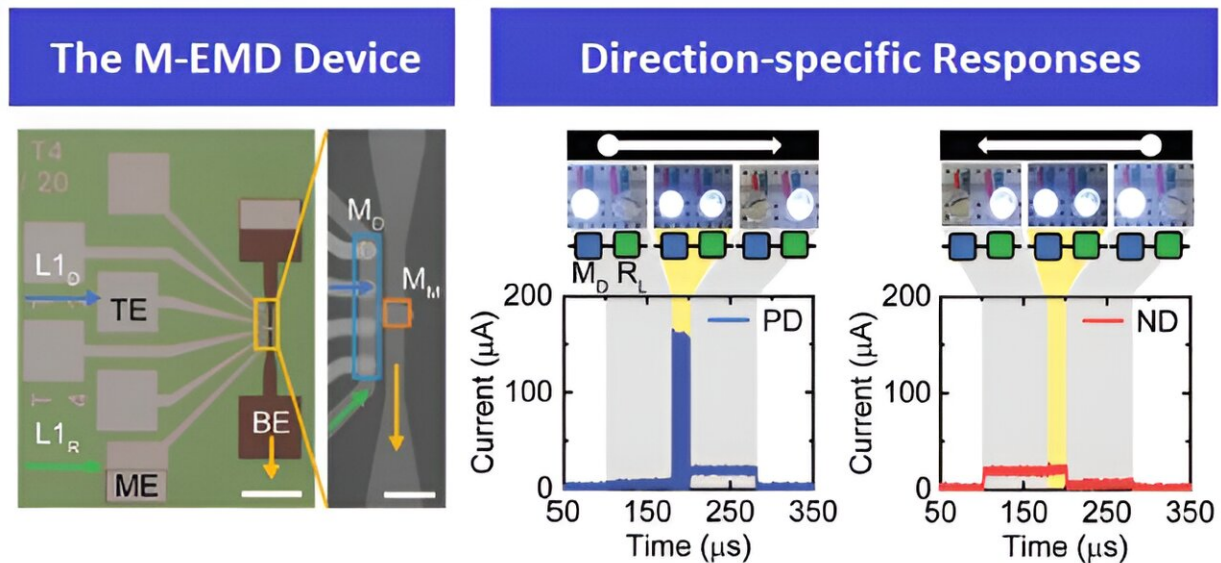 The M-EMD Device
Direction-specific Responses
T4
/ 20
L1D
TE
T 4
L1R
ME
BE
MD
MM
MD RL
PD
Current (μA)
200
100
0
50 150 250 350
Time (μs)
ND
Current (μA)
200
100
0
50 150 250 350
Time (μs)